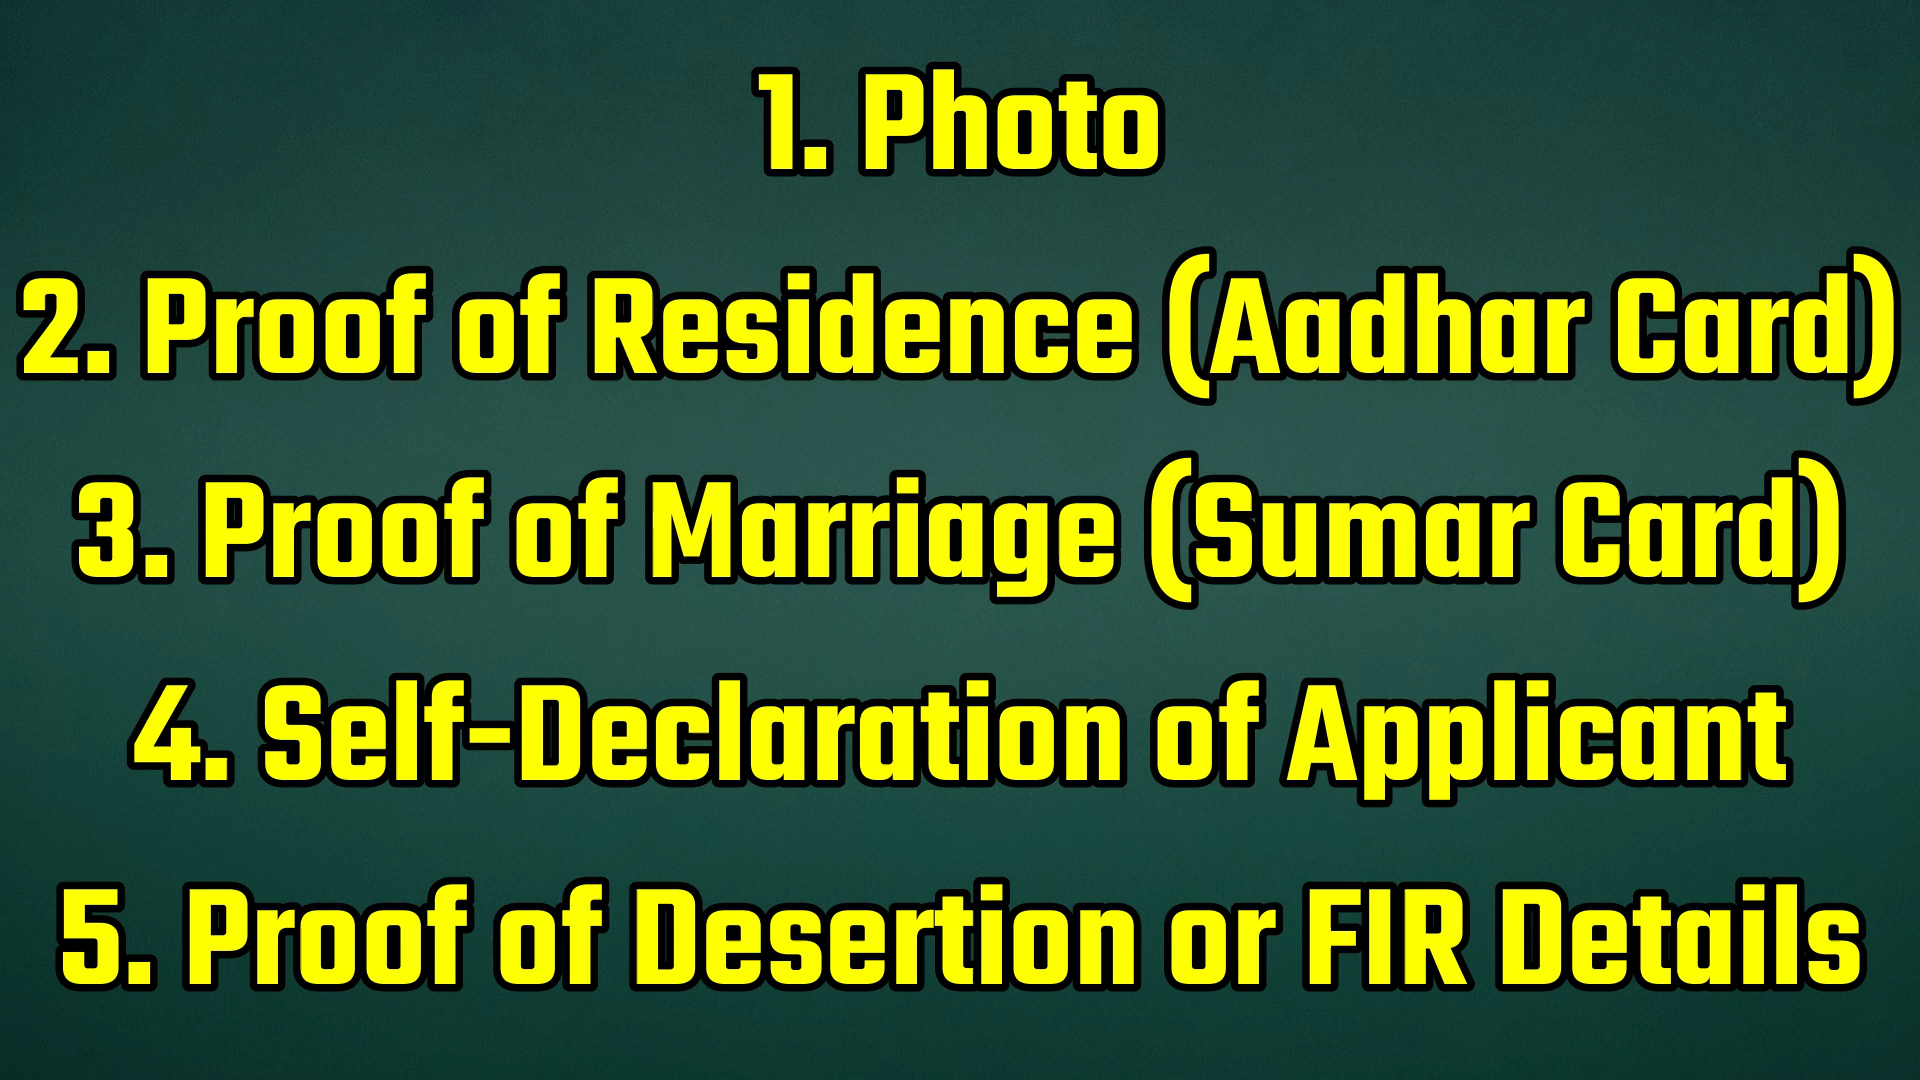 1. Photo
2. Proof of Residence (Aadhar Card)
3. Proof of Marriage (Sumar Card)
4. Self-Declaration of Applicant
5. Proof of Desertion or FIR Details